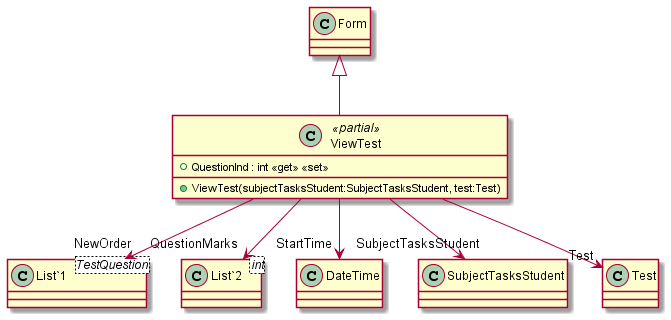 C Form
C «partial»
ViewTest
QuestionInd : int «get» «set»
ViewTest(subjectTasksStudent:SubjectTasksStudent, test:Test)
NewOrder QuestionMarks StartTime SubjectTasksStudent Test
C List`1 TestQuestion
C List`2 int
C DateTime
C SubjectTasksStudent
C Test